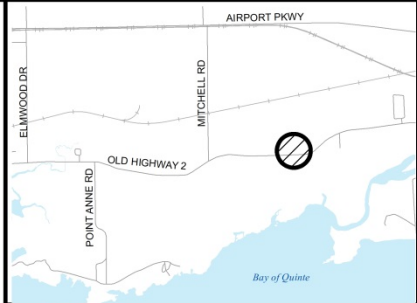 AIRPORT PKWY
ELMWOOD DR
MITCHELL RD
OLD HIGHWAY 2
POINT ANNE RD
Bay of Quinte